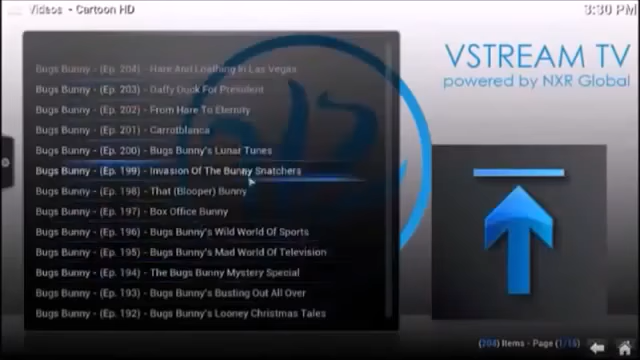 Videos - Cartoon HD
3:30 PM
Bugs Bunny - (Ep. 204) - Hare And Loathing In Las Vegas
Bugs Bunny - (Ep. 203) - Daffy Duck For President
Bugs Bunny - (Ep. 202) - From Hare To Eternity
Bugs Bunny - (Ep. 201) - Carrotblanca
Bugs Bunny - (Ep. 200) - Bugs Bunny's Lunar Tunes
Bugs Bunny - (Ep. 199) - Invasion Of The Bunny Snatchers
Bugs Bunny - (Ep. 198) - That (Blooper) Bunny
Bugs Bunny - (Ep. 197) - Box Office Bunny
Bugs Bunny - (Ep. 196) - Bugs Bunny's Wild World Of Sports
Bugs Bunny - (Ep. 195) - Bugs Bunny's Mad World Of Television
Bugs Bunny - (Ep. 194) - The Bugs Bunny Mystery Special
Bugs Bunny - (Ep. 193) - Bugs Bunny's Busting Out All Over
Bugs Bunny - (Ep. 192) - Bugs Bunny's Looney Christmas Tales
VSTREAM TV
powered by NXR Global
(204) Items - Page (1/16)